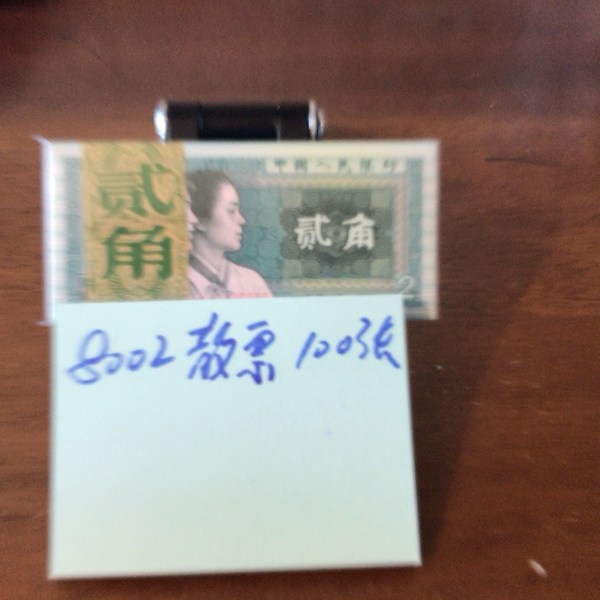 中国人民银行
贰
角
贰角
2
8002 散票 100张